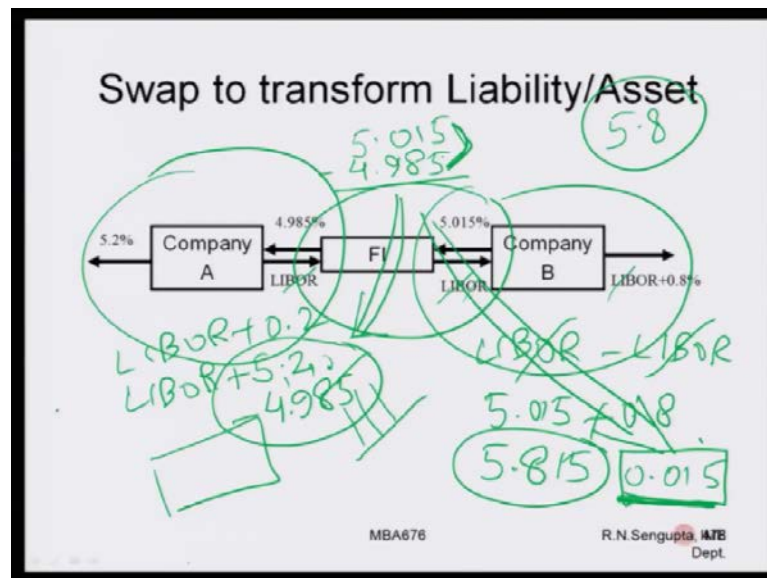 Swap to transform Liability/Asset
5.8
5.015
4.985
5.2%
Company
A
4.985%
LIBOR
FI
5.015%
LIBOR
Company
B
LIBOR+0.8%
LIBOR+0.2
LIBOR+5.2
4.985
LIBOR - LIBOR
5.015+0.8
5.815
0.015
MBA676
R.N.Sengupta,
Dept.